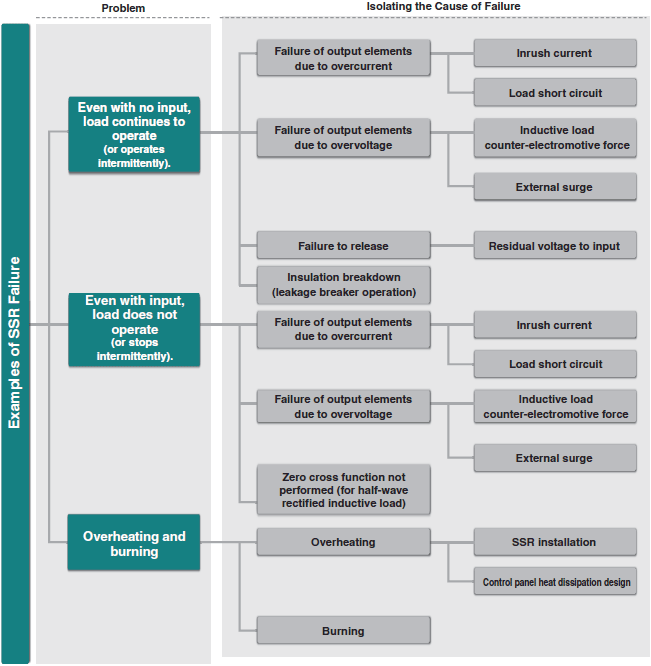 Problem
Isolating the Cause of Failure
Examples of SSR Failure
Even with no input,
load continues to
operate
(or operates
intermittently).
Failure of output elements
due to overcurrent
Inrush current
Load short circuit
Failure of output elements
due to overvoltage
Inductive load
counter-electromotive force
External surge
Failure to release
Residual voltage to input
Insulation breakdown
(leakage breaker operation)
Even with input,
load does not
operate
(or stops
intermittently).
Failure of output elements
due to overcurrent
Inrush current
Load short circuit
Failure of output elements
due to overvoltage
Inductive load
counter-electromotive force
External surge
Zero cross function not
performed (for half-wave
rectified inductive load)
Overheating and
burning
Overheating
SSR installation
Control panel heat dissipation design
Burning